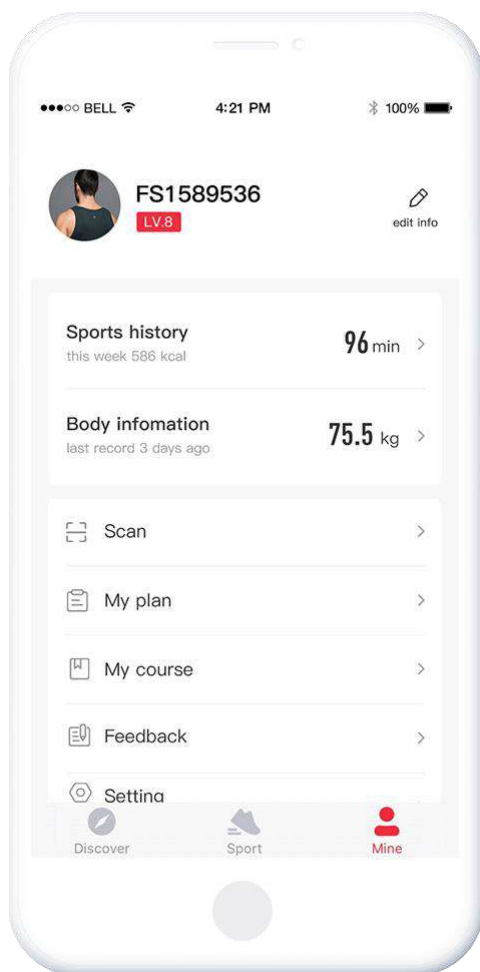 ●●●○○ BELL 4:21 PM 100%
FS1589536
LV.8
edit info
Sports history
this week 586 kcal
96 min
Body infomation
last record 3 days ago
75.5 kg
Scan
My plan
My course
Feedback
Setting
Discover Sport Mine